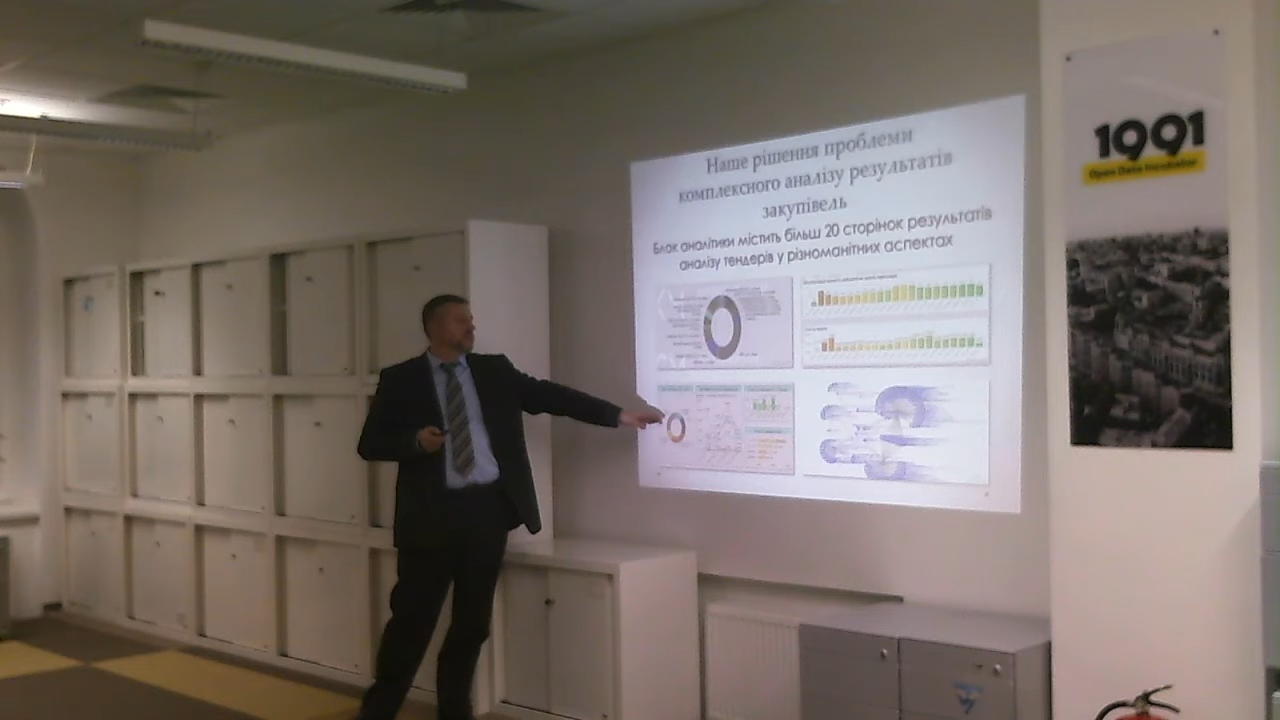 Наше рішення проблеми
комплексного аналізу результатів
закупівель
Блок аналітики містить більш 20 сторінок результатів
аналізу тендерів у різноманітних аспектах
1991
Open Data Incubator